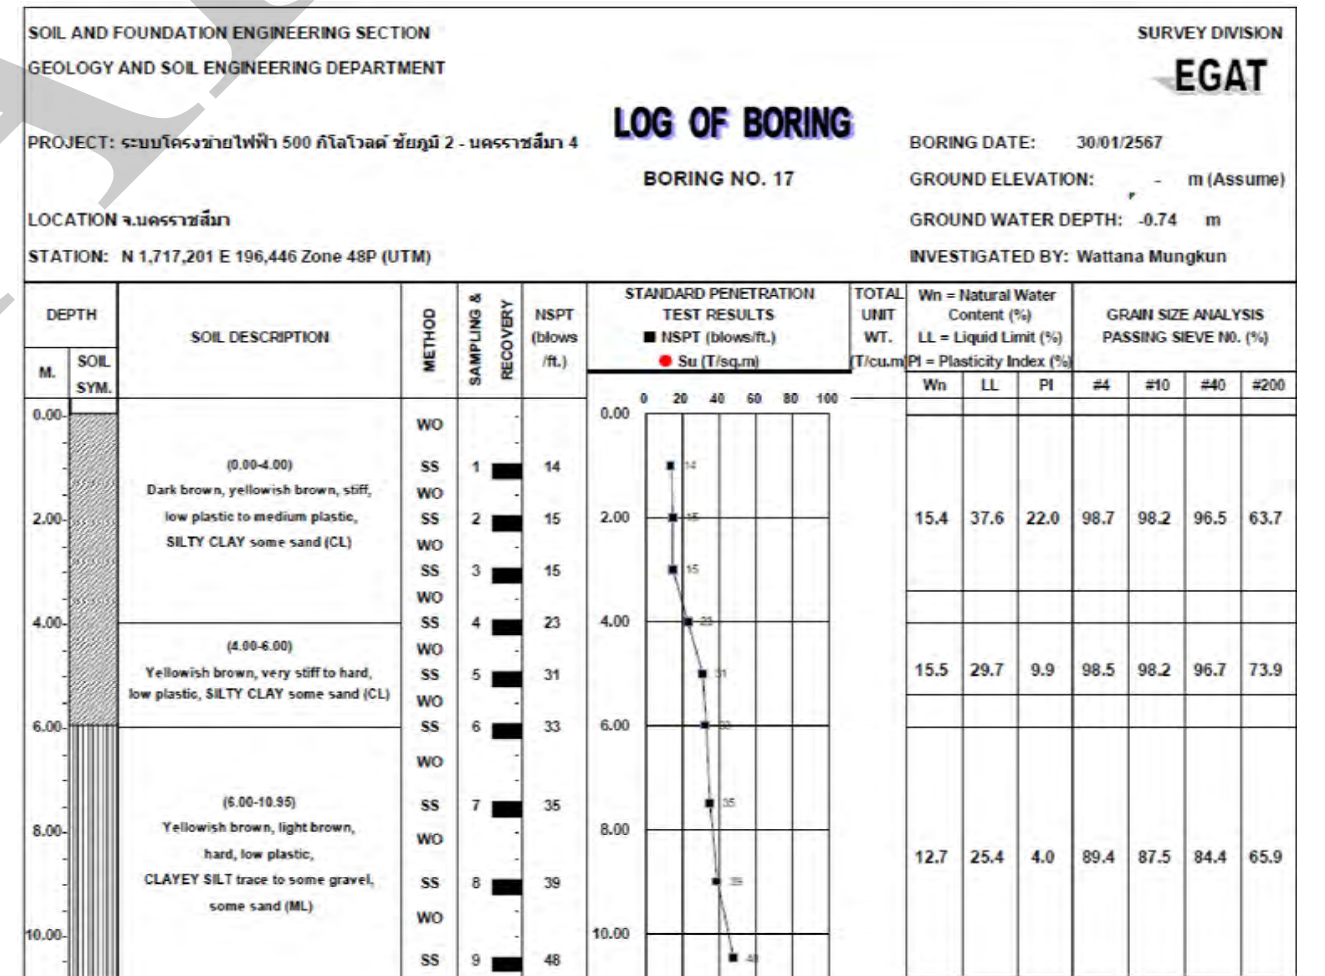 SOIL AND FOUNDATION ENGINEERING SECTION
SURVEY DIVISION
GEOLOGY AND SOIL ENGINEERING DEPARTMENT
EGAT
LOG OF BORING
PROJECT: ระบบโครงข่ายไฟฟ้า 500 กิโลโวลต์ ชัยภูมิ 2 - นครราชสีมา 4
BORING DATE: 30/01/2567
BORING NO. 17
GROUND ELEVATION: - m (Assume)
LOCATION จ.นครราชสีมา
GROUND WATER DEPTH: -0.74 m
STATION: N 1,717,201 E 196,446 Zone 48P (UTM)
INVESTIGATED BY: Wattana Mungkun
DEPTH
M.
SOIL
SYM.
SOIL DESCRIPTION
METHOD
SAMPLING &
RECOVERY
NSPT
(blows
/ft.)
STANDARD PENETRATION
TEST RESULTS
NSPT (blows/ft.)
Su (T/sq.m)
TOTAL
UNIT
WT.
(T/cu.m)
Wn = Natural Water
Content (%)
LL = Liquid Limit (%)
PI = Plasticity Index (%)
GRAIN SIZE ANALYSIS
PASSING SIEVE N0. (%)
Wn LL PI #4 #10 #40 #200
0 20 40 60 80 100
0.00 0.00
WO
(0.00-4.00)
SS 1 14 14
Dark brown, yellowish brown, stiff,
WO
low plastic to medium plastic,
2.00 SS 2 15 2.00 15 15.4 37.6 22.0 98.7 98.2 96.5 63.7
SILTY CLAY some sand (CL)
WO
SS 3 15 15
WO
4.00 SS 4 23 4.00 23
(4.00-6.00)
WO
Yellowish brown, very stiff to hard,
SS 5 31 31 15.5 29.7 9.9 98.5 98.2 96.7 73.9
low plastic, SILTY CLAY some sand (CL)
WO
6.00 SS 6 33 6.00 33
WO
(6.00-10.95)
SS 7 35 35
Yellowish brown, light brown,
8.00 WO 8.00
hard, low plastic,
12.7 25.4 4.0 89.4 87.5 84.4 65.9
CLAYEY SILT trace to some gravel,
SS 8 39 39
some sand (ML)
WO
10.00 10.00
SS 9 48 48